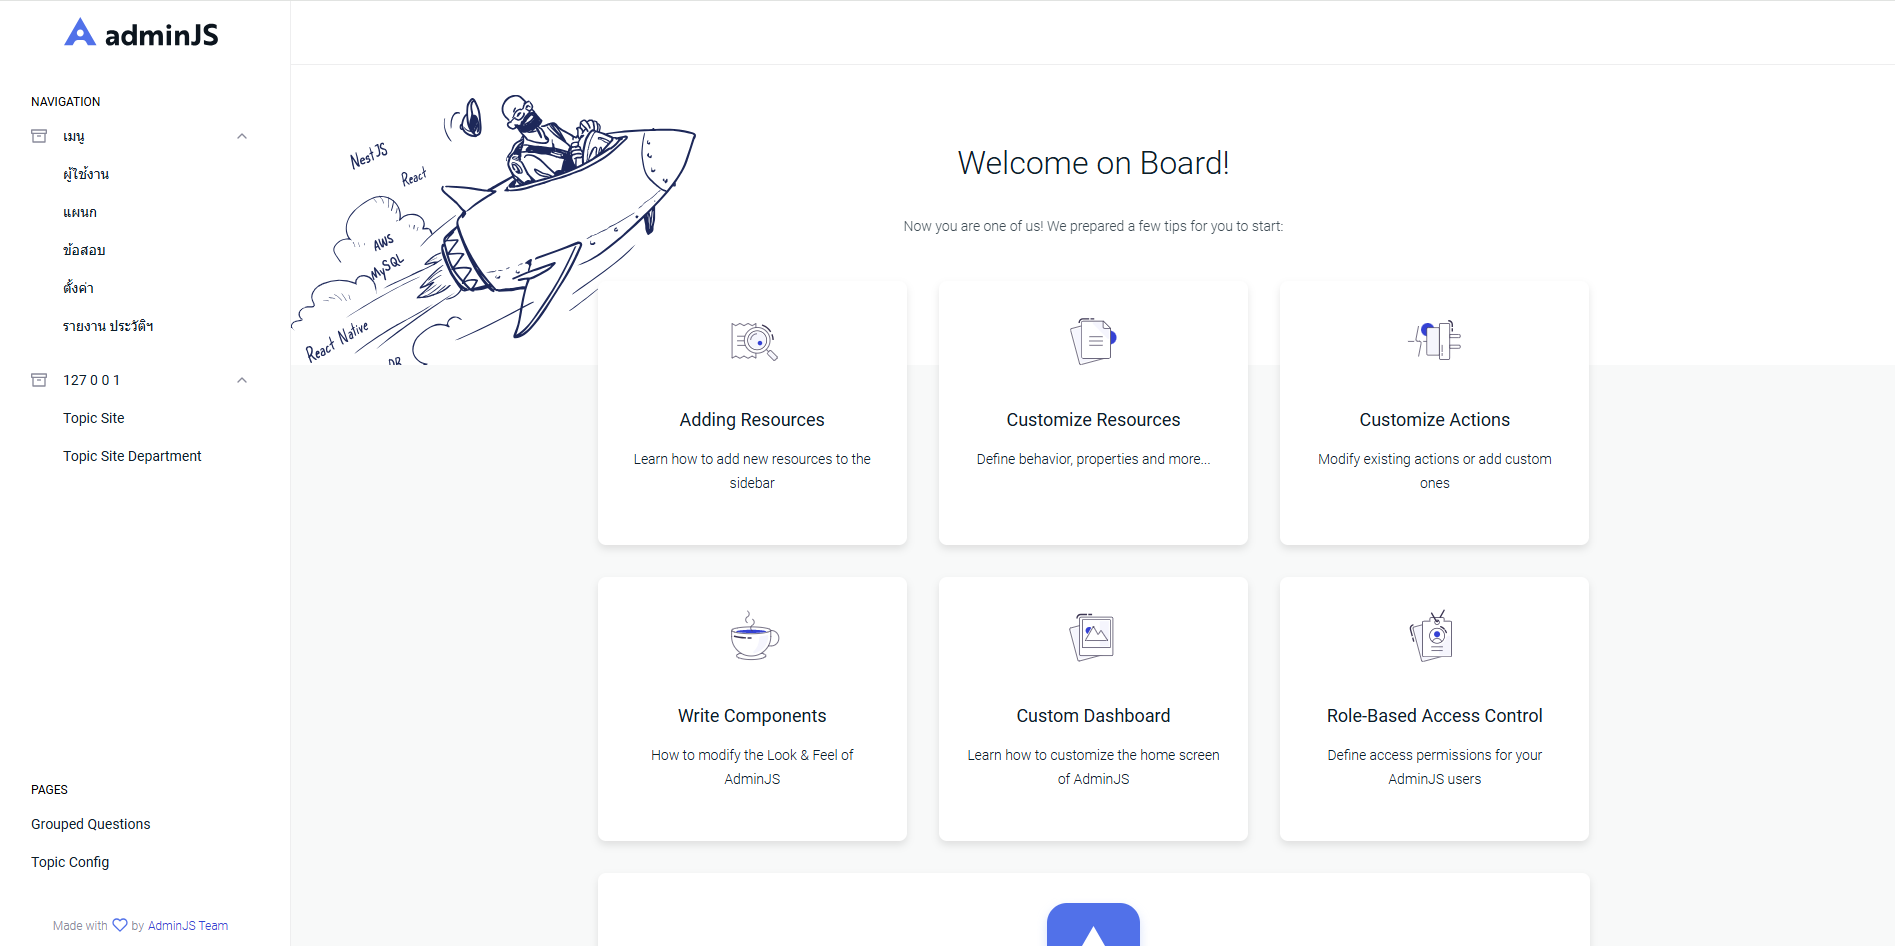 adminJS
NAVIGATION
เมนู
ผู้ใช้งาน
แผนก
ข้อสอบ
ตั้งค่า
รายงาน ประวัติฯ
127 0 0 1
Topic Site
Topic Site Department
PAGES
Grouped Questions
Topic Config
Made with by AdminJS Team
NestJS
React
AWS
MySQL
React Native
DR
Welcome on Board!
Now you are one of us! We prepared a few tips for you to start:
Adding Resources
Learn how to add new resources to the
sidebar
Customize Resources
Define behavior, properties and more...
Customize Actions
Modify existing actions or add custom
ones
Write Components
How to modify the Look & Feel of
AdminJS
Custom Dashboard
Learn how to customize the home screen
of AdminJS
Role-Based Access Control
Define access permissions for your
AdminJS users